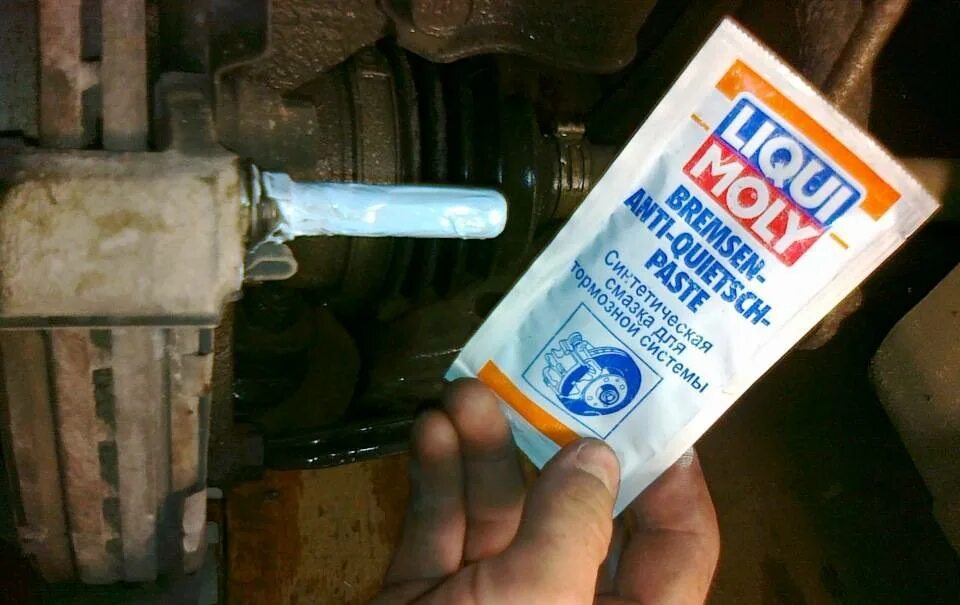 LIQUI
MOLY
BREMSEN-
ANTI-QUIETSCH-
PASTE
Синтетическая
смазка для
тормозной системы